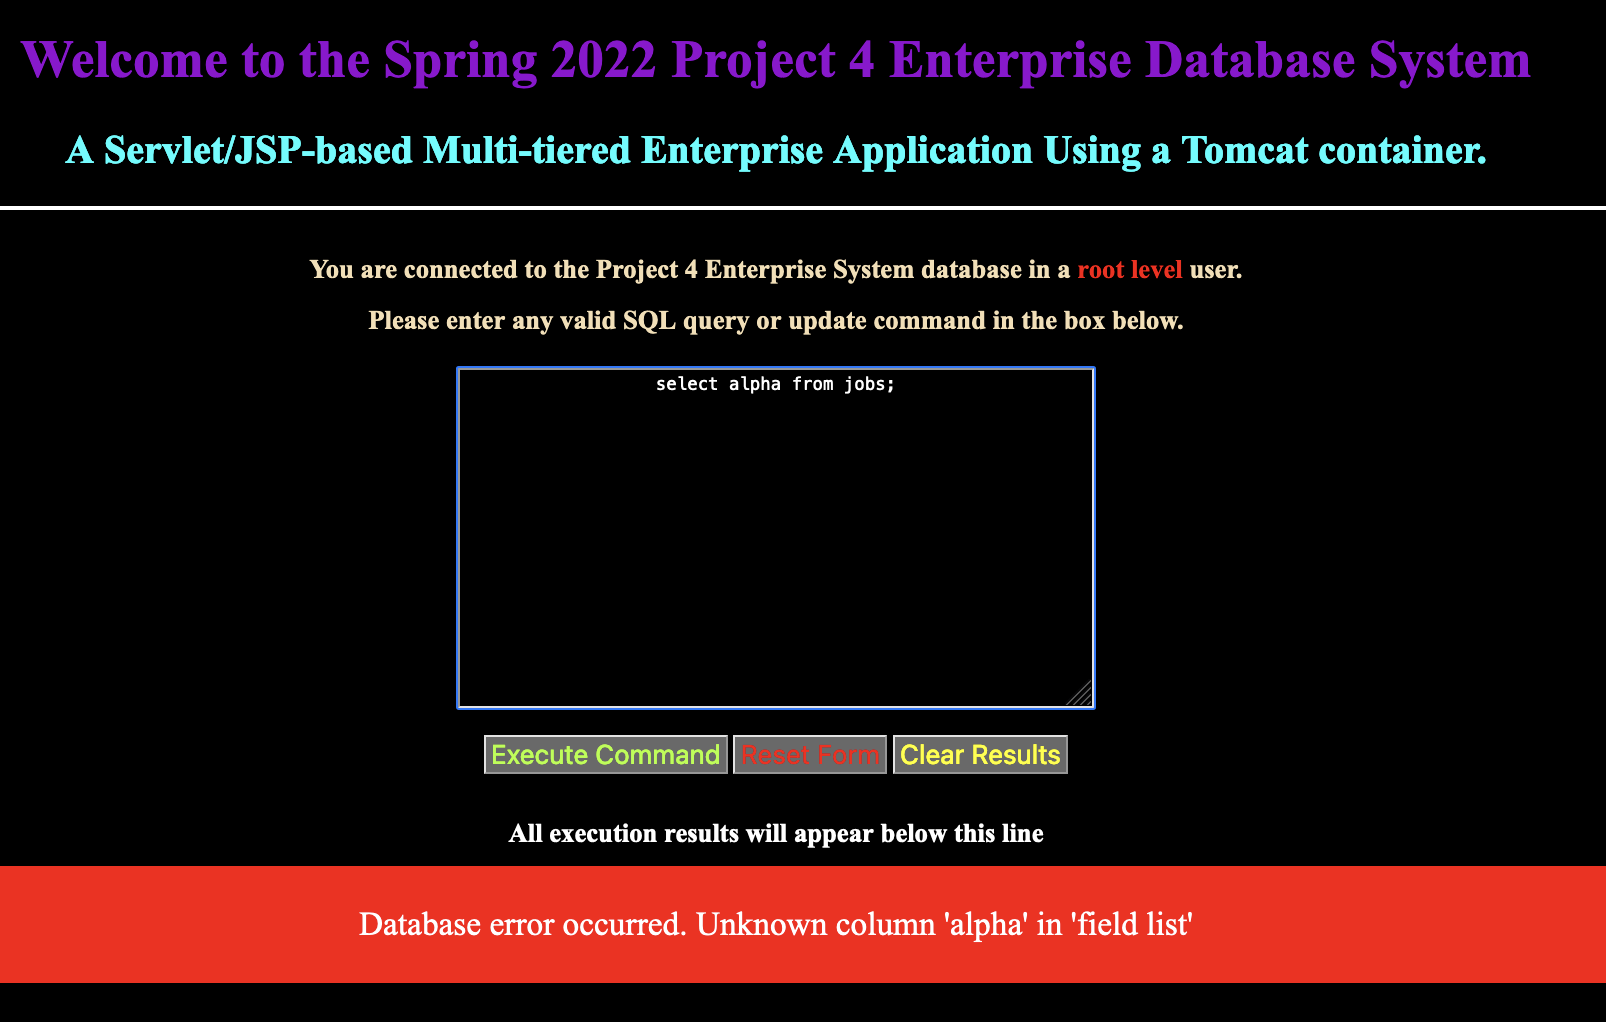 Welcome to the Spring 2022 Project 4 Enterprise Database System
A Servlet/JSP-based Multi-tiered Enterprise Application Using a Tomcat container.
You are connected to the Project 4 Enterprise System database in a root level user.
Please enter any valid SQL query or update command in the box below.
select alpha from jobs;
Execute Command Reset Form Clear Results
All execution results will appear below this line
Database error occurred. Unknown column 'alpha' in 'field list'